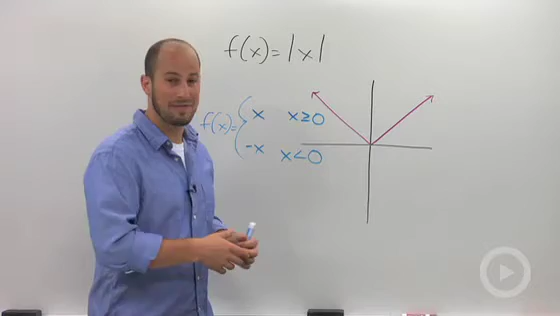 f(x)=|x|
f(x)={ x   x≥0
-x   x<0